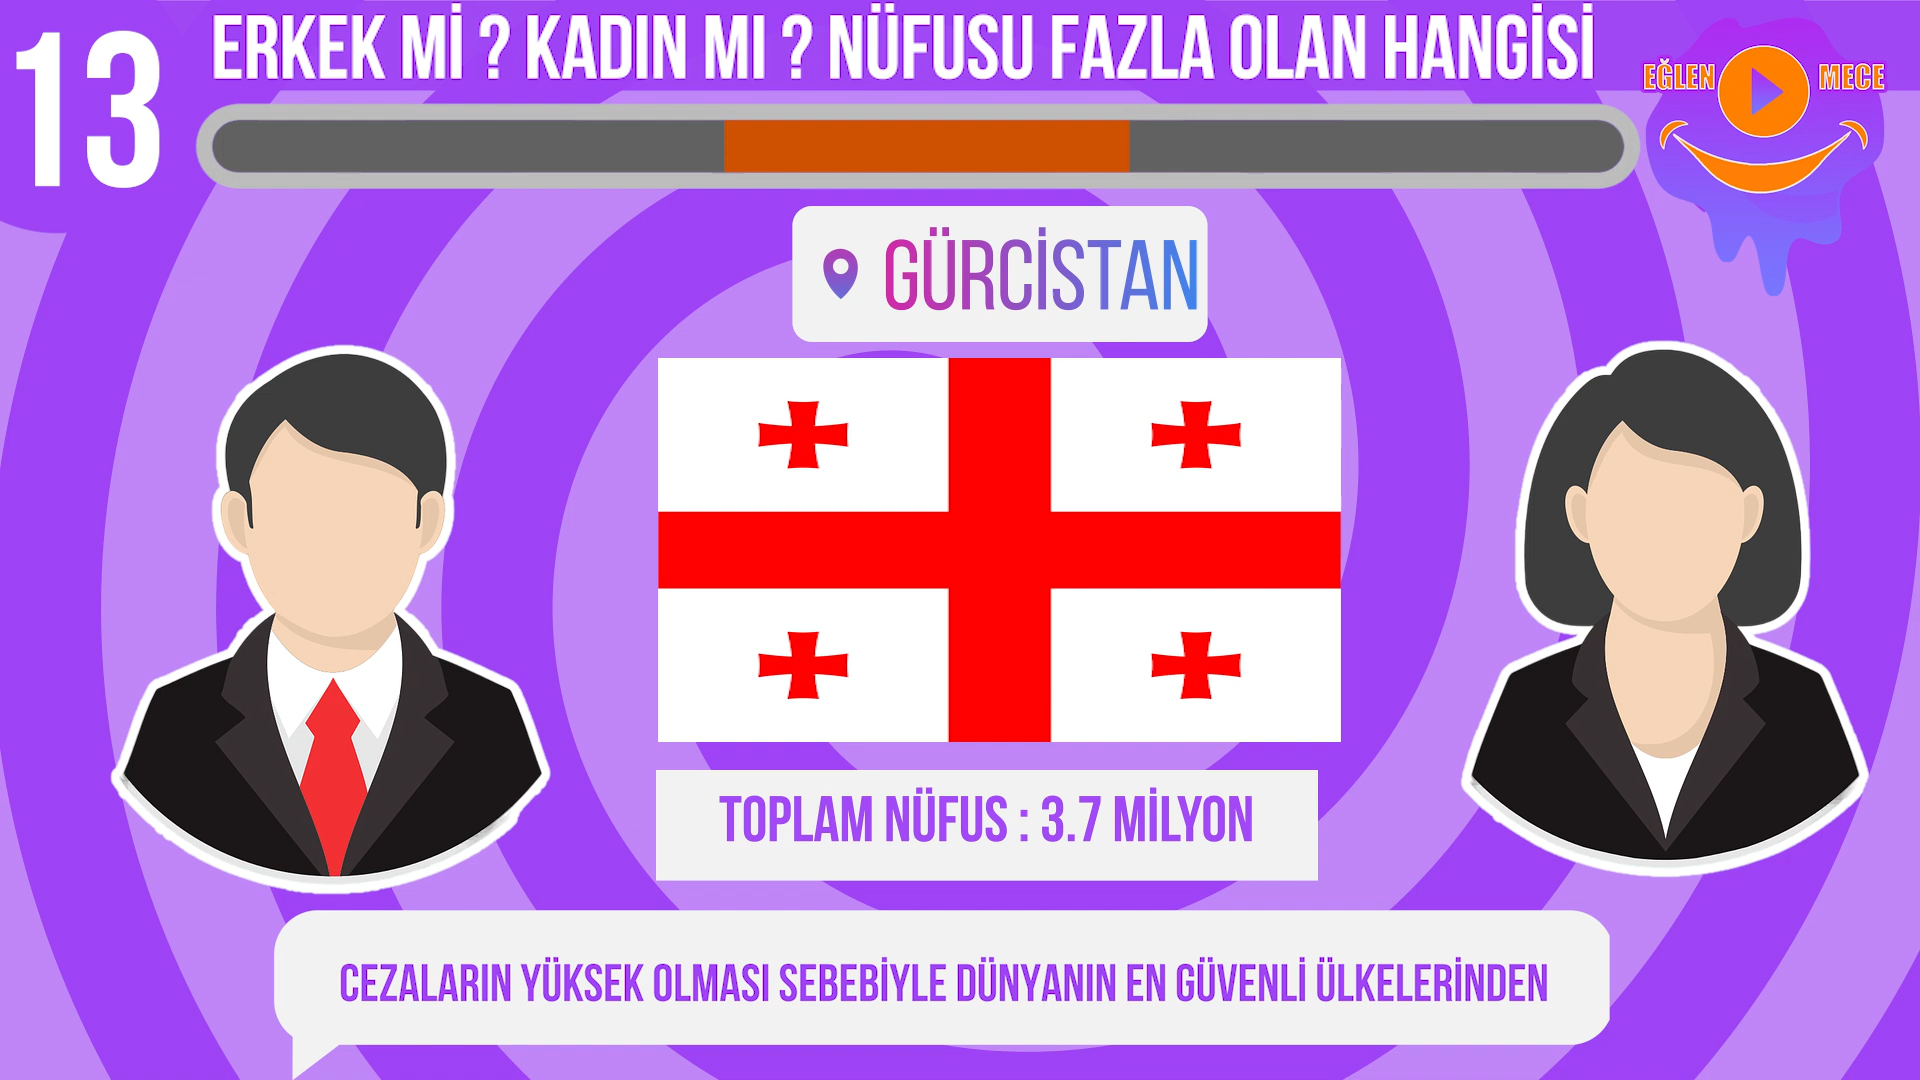 13
ERKEK Mİ ? KADIN MI ? NÜFUSU FAZLA OLAN HANGİSİ
EĞLEN MECE
GÜRCİSTAN
TOPLAM NÜFUS : 3.7 MİLYON
CEZALARIN YÜKSEK OLMASI SEBEBİYLE DÜNYANIN EN GÜVENLİ ÜLKELERİNDEN